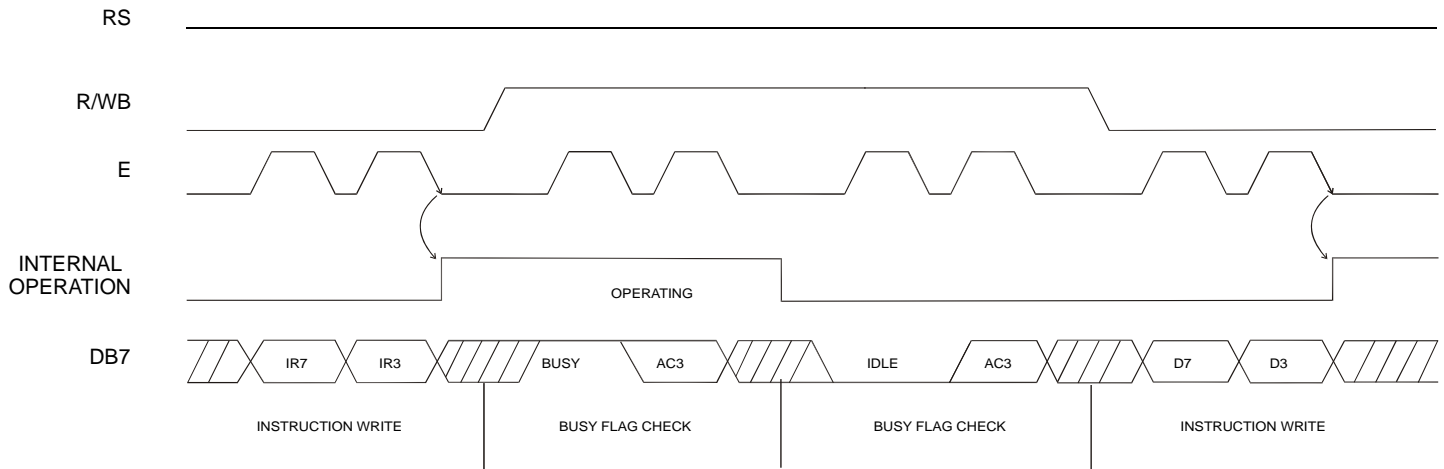 RS
R/WB
E
INTERNAL
OPERATION
OPERATING
DB7
IR7 IR3 BUSY AC3 IDLE AC3 D7 D3
INSTRUCTION WRITE BUSY FLAG CHECK BUSY FLAG CHECK INSTRUCTION WRITE